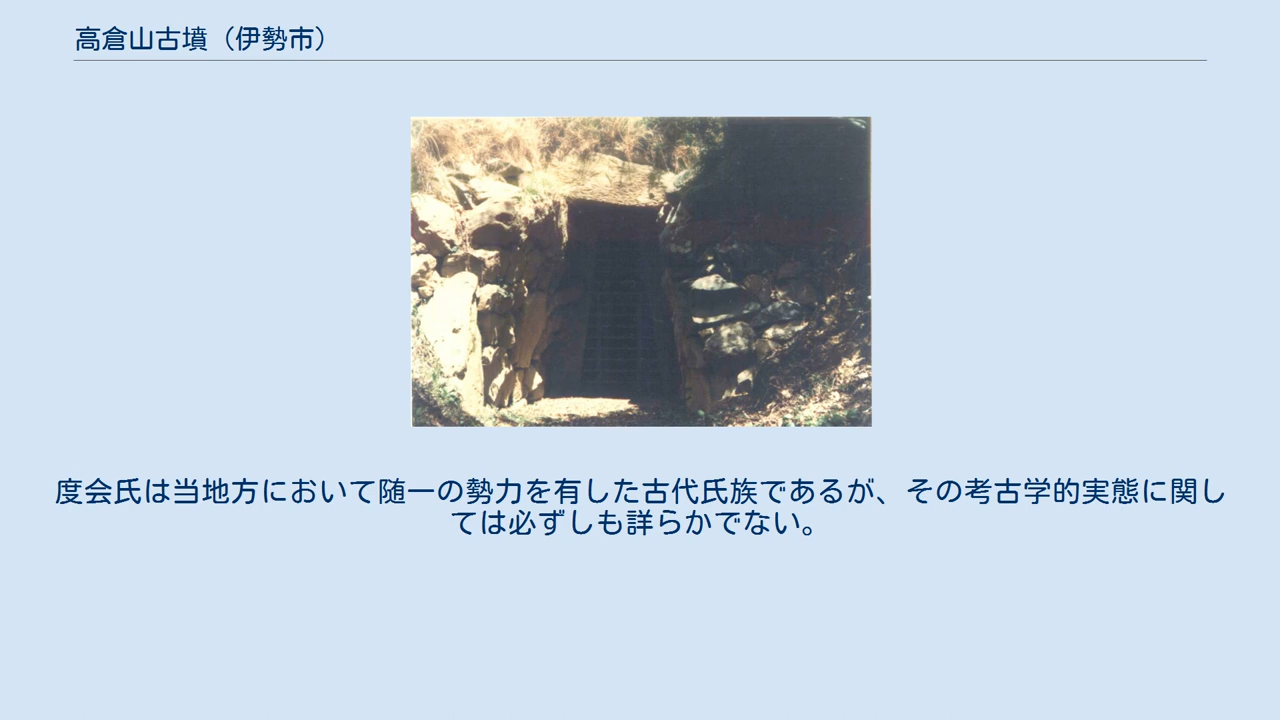 高倉山古墳（伊勢市）
度会氏は当地方において随一の勢力を有した古代氏族であるが、その考古学的実態に関し
ては必ずしも詳らかでない。